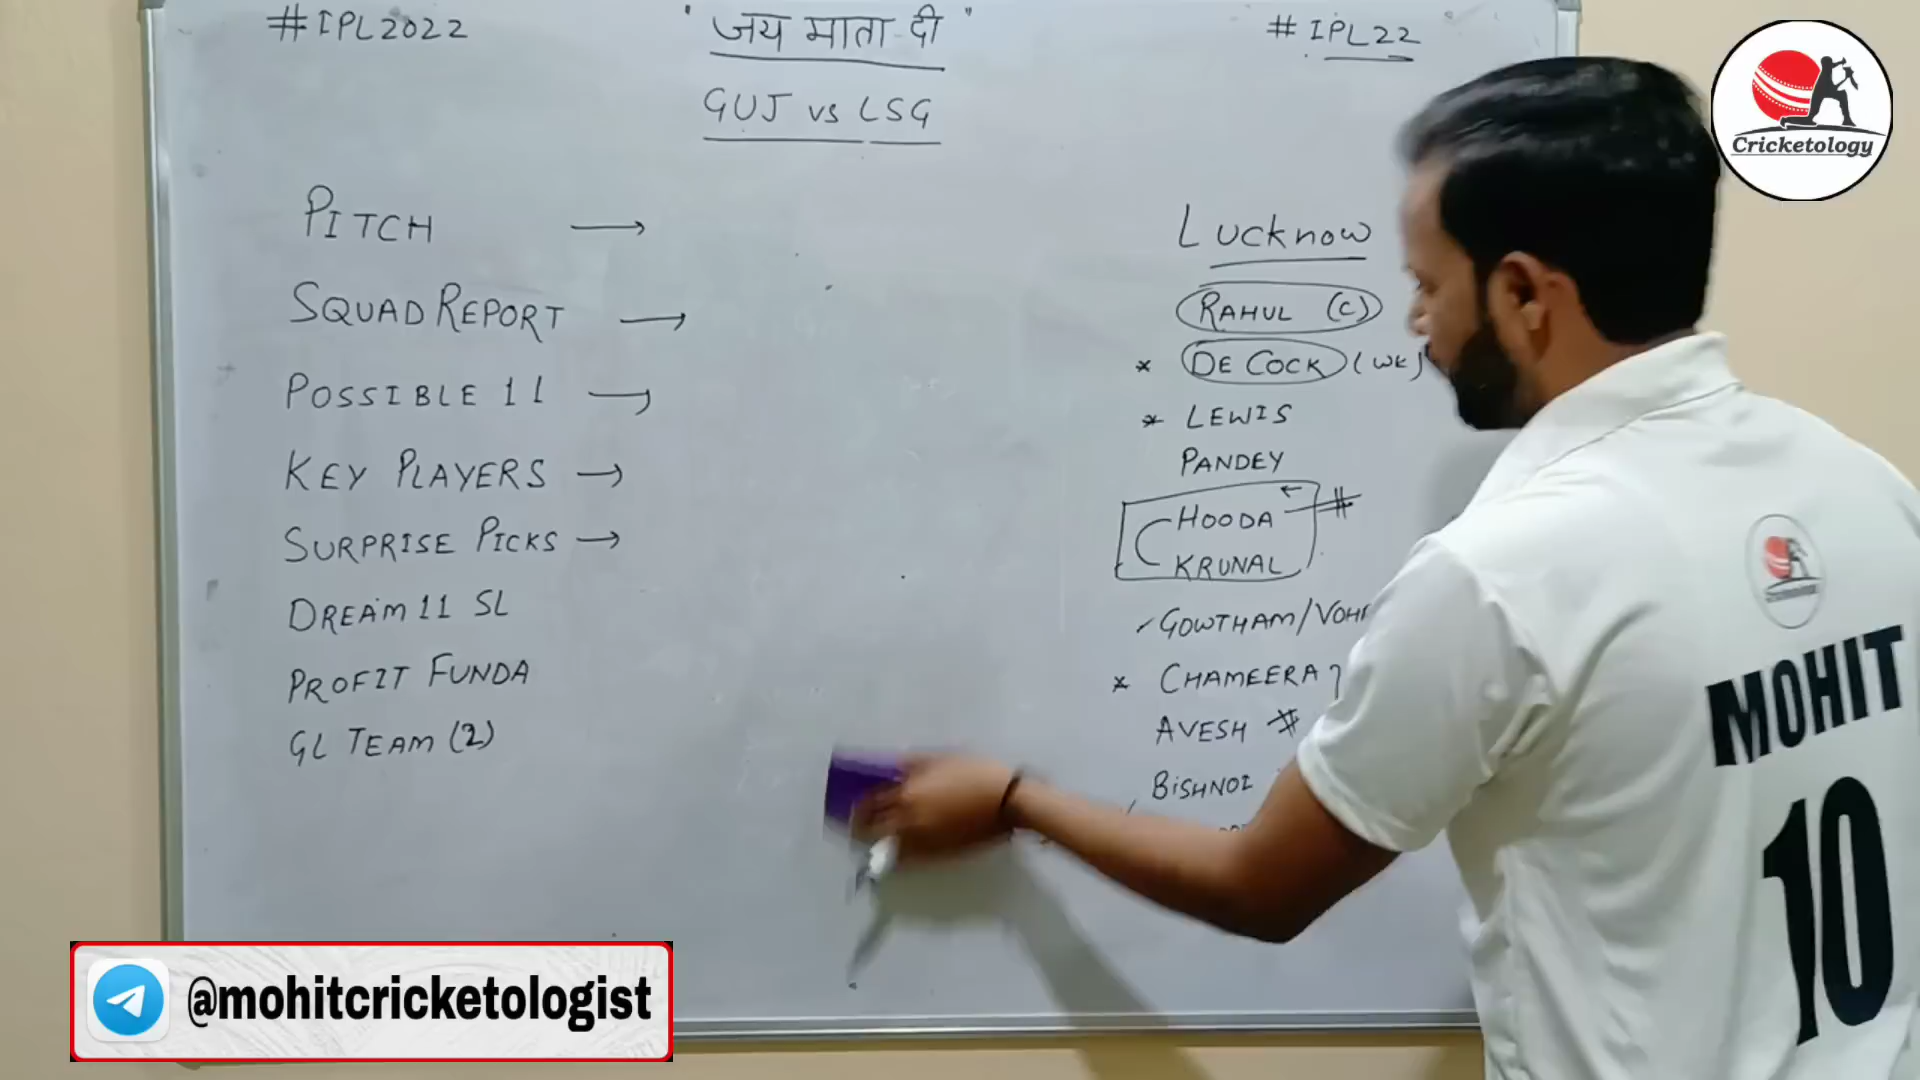 #IPL2022
"जय माता दी"
#IPL22
GUJ vs LSG
PITCH →
SQUAD REPORT →
POSSIBLE 11 →
KEY PLAYERS →
SURPRISE PICKS →
DREAM 11 SL
PROFIT FUNDA
GL TEAM (2)
Lucknow
RAHUL (C)
* DE COCK (WK)
* LEWIS
PANDEY
HOODA #
KRUNAL
GOWTHAM/
* CHAMEERA
AVESH #
BISHNOI
Cricketology
MOHIT
10
@mohitcricketologist